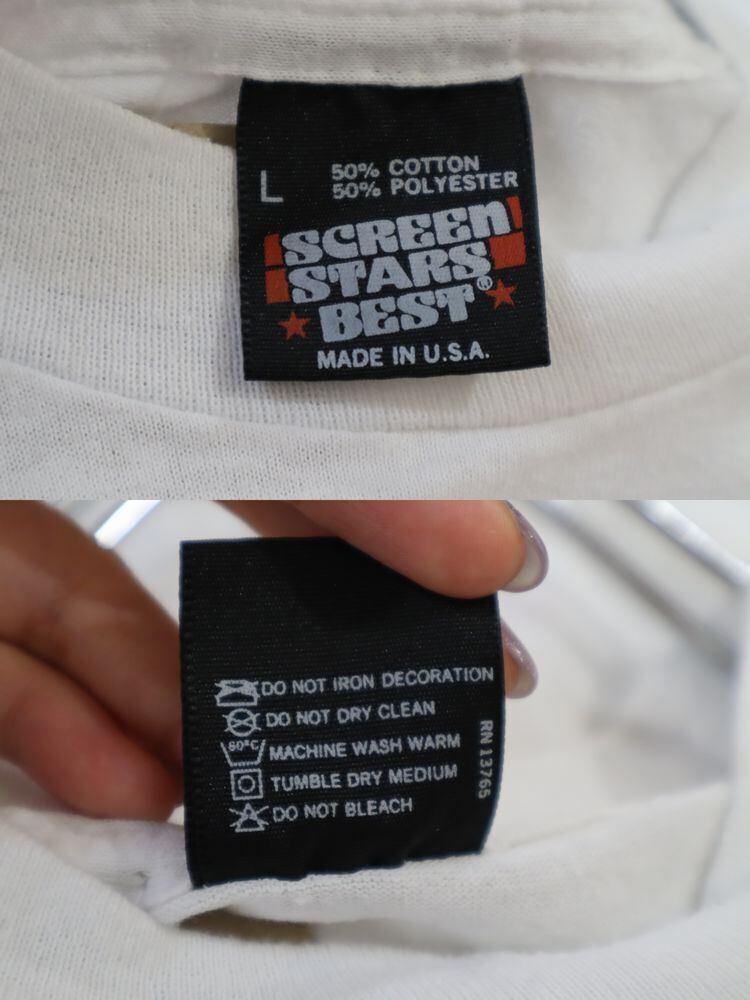 L
50% COTTON
50% POLYESTER
SCREEN
STARS
BEST®
MADE IN U.S.A.
DO NOT IRON DECORATION
DO NOT DRY CLEAN
60°C MACHINE WASH WARM
TUMBLE DRY MEDIUM
DO NOT BLEACH
RN 13765